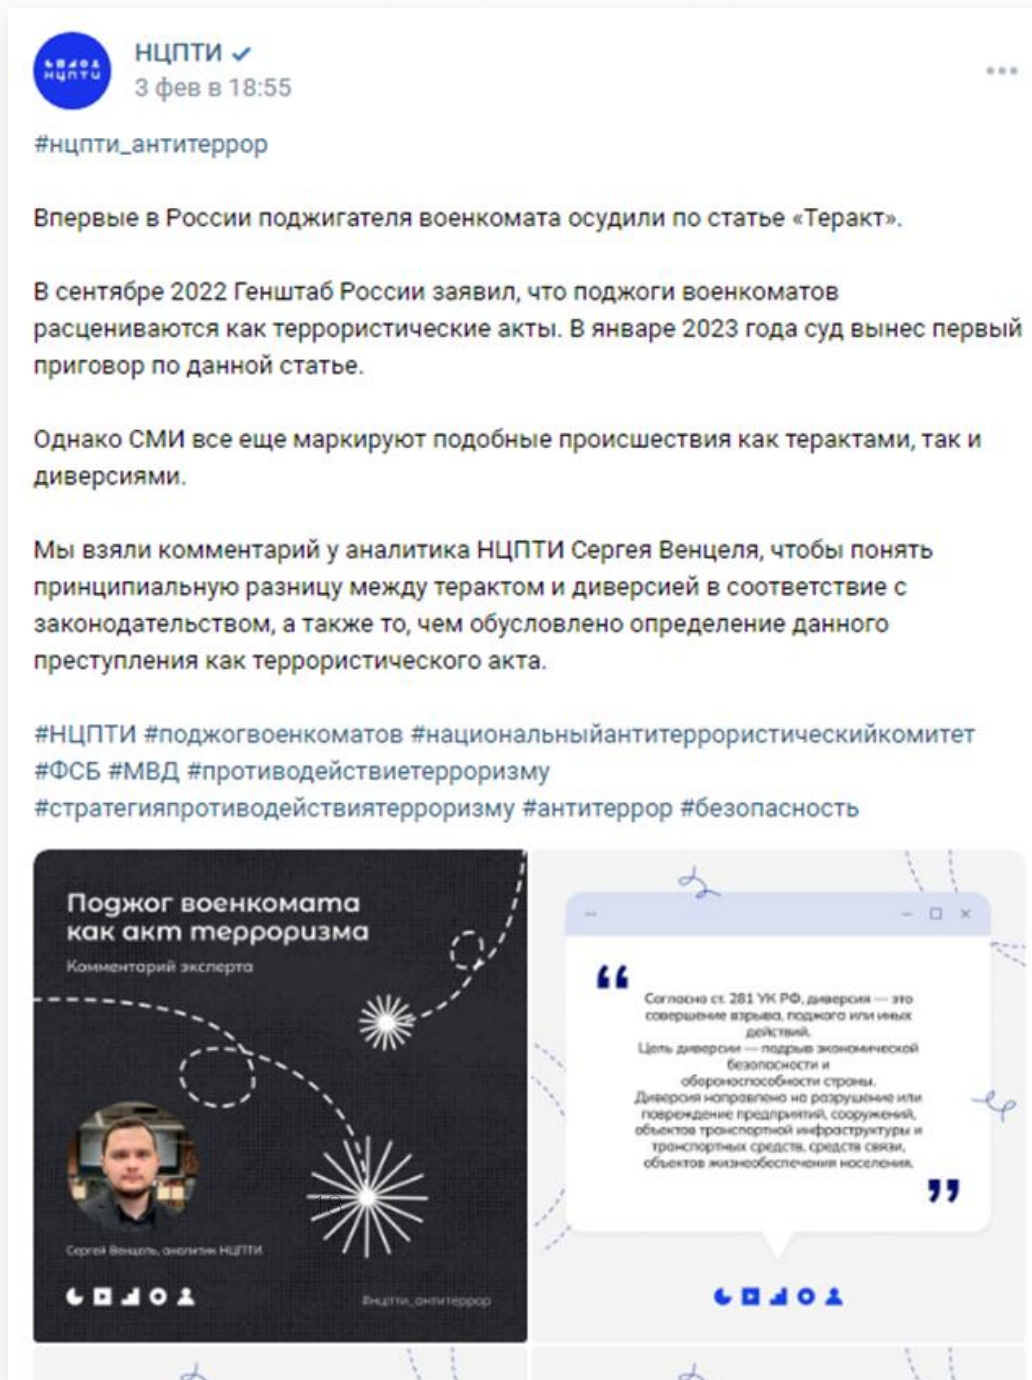 НЦПТИ
НЦПТИ
3 фев в 18:55
#нцпти_антитеррор
Впервые в России поджигателя военкомата осудили по статье «Теракт».
В сентябре 2022 Генштаб России заявил, что поджоги военкоматов
расцениваются как террористические акты. В январе 2023 года суд вынес первый
приговор по данной статье.
Однако СМИ все еще маркируют подобные происшествия как терактами, так и
диверсиями.
Мы взяли комментарий у аналитика НЦПТИ Сергея Венцеля, чтобы понять
принципиальную разницу между терактом и диверсией в соответствие с
законодательством, а также то, чем обусловлено определение данного
преступления как террористического акта.
#НЦПТИ #поджогвоенкоматов #национальныйантитеррористическийкомитет
#ФСБ #МВД #противодействиетерроризму
#стратегияпротиводействиятерроризму #антитеррор #безопасность
Поджог военкомата
как акт терроризма
Комментарий эксперта
18
Сергей Венцель, аналитик НЦПТИ
#нцпти_антитеррор
“
Согласно ст. 281 УК РФ, диверсия — это
совершение взрыва, поджога или иных
действий.
Цель диверсии — подрыв экономической
безопасности и
обороноспособности страны.
Диверсия направлена на разрушение или
повреждение предприятий, сооружений,
объектов транспортной инфраструктуры и
транспортных средств, средств связи,
объектов жизнеобеспечения населения.
”